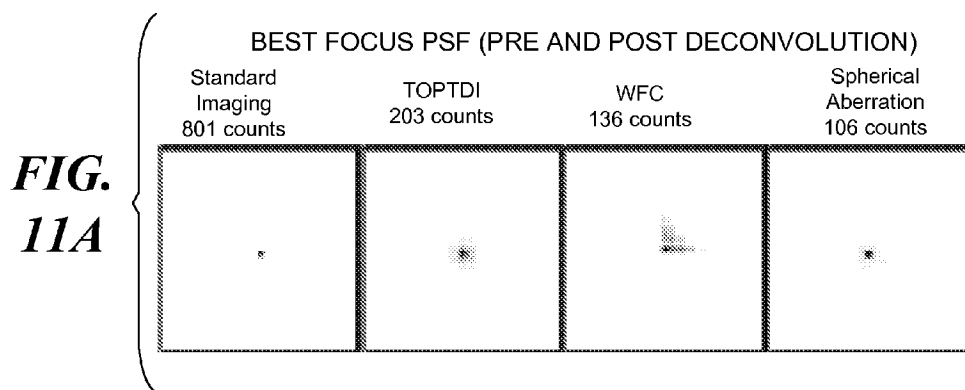 BEST FOCUS PSF (PRE AND POST DECONVOLUTION)
Standard
Imaging
801 counts
TOPTDI
203 counts
WFC
136 counts
Spherical
Aberration
106 counts
FIG.
11A